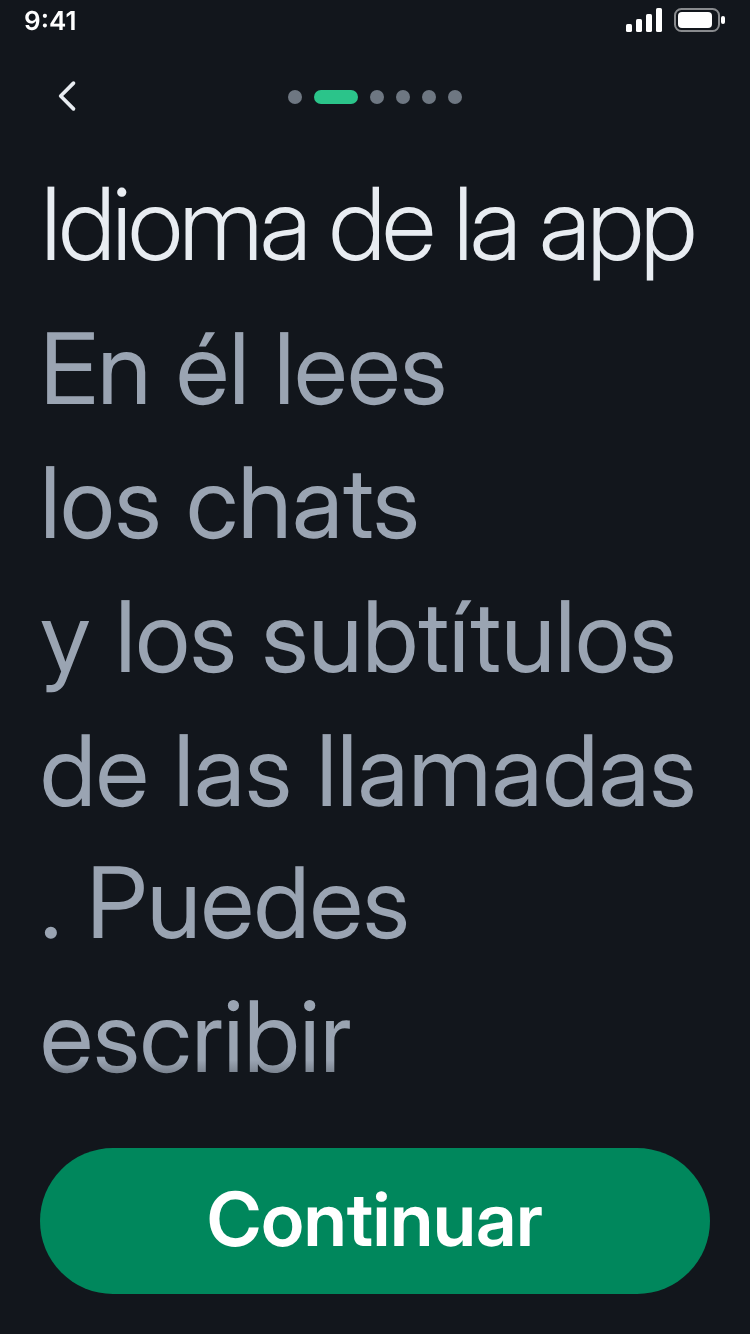 9:41
Idioma de la app
En él lees
los chats
y los subtítulos
de las llamadas
. Puedes
escribir
Continuar